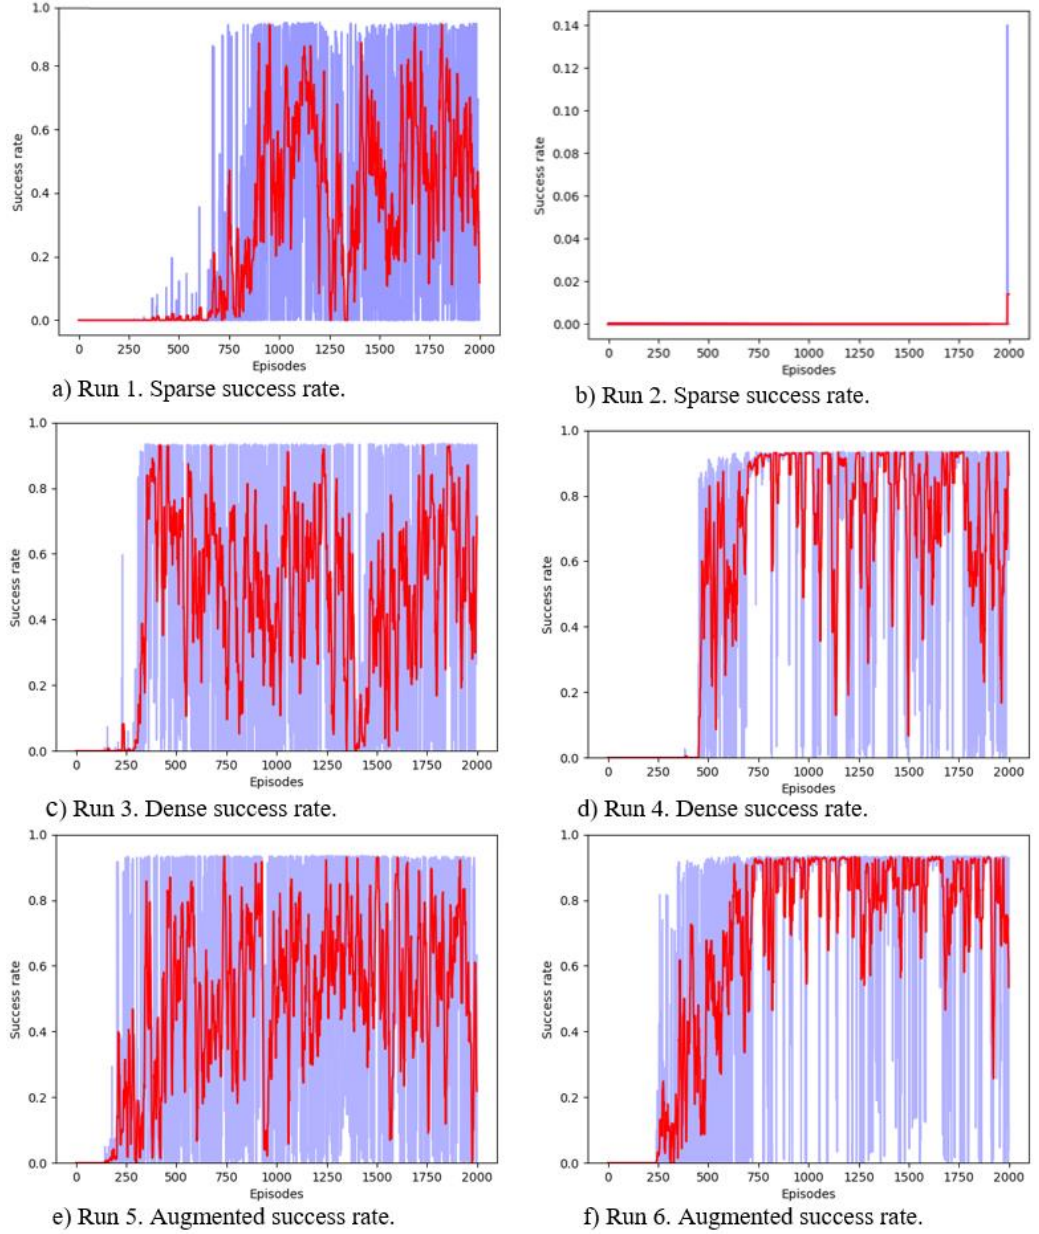 1.0
0.8
0.6
0.4
0.2
0.0
Success rate
0 250 500 750 1000 1250 1500 1750 2000
Episodes
a) Run 1. Sparse success rate.
0.14
0.12
0.10
0.08
0.06
0.04
0.02
0.00
Success rate
0 250 500 750 1000 1250 1500 1750 2000
Episodes
b) Run 2. Sparse success rate.
1.0
0.8
0.6
0.4
0.2
0.0
Success rate
0 250 500 750 1000 1250 1500 1750 2000
Episodes
c) Run 3. Dense success rate.
1.0
0.8
0.6
0.4
0.2
0.0
Success rate
0 250 500 750 1000 1250 1500 1750 2000
Episodes
d) Run 4. Dense success rate.
1.0
0.8
0.6
0.4
0.2
0.0
Success rate
0 250 500 750 1000 1250 1500 1750 2000
Episodes
e) Run 5. Augmented success rate.
1.0
0.8
0.6
0.4
0.2
0.0
Success rate
0 250 500 750 1000 1250 1500 1750 2000
Episodes
f) Run 6. Augmented success rate.